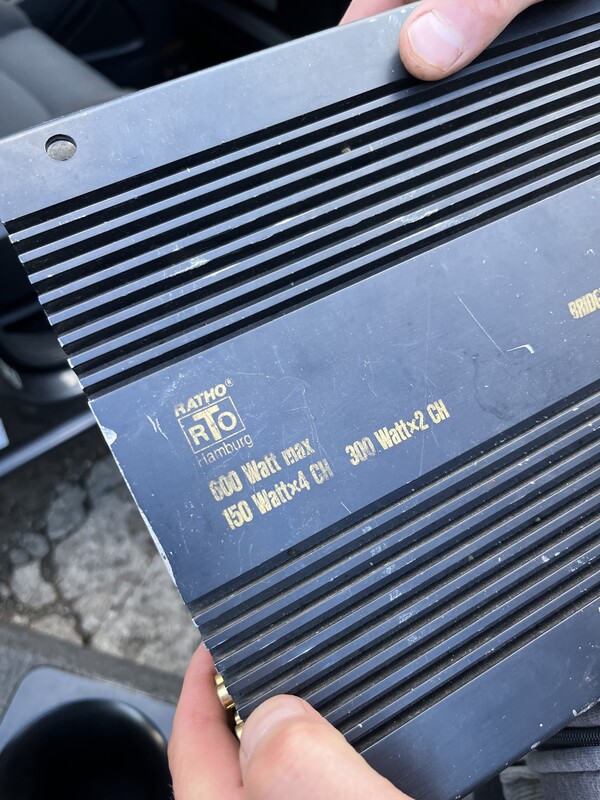 RATHO®
RTO
Hamburg
600 Watt max
150 Watt×4 CH 300 Watt×2 CH